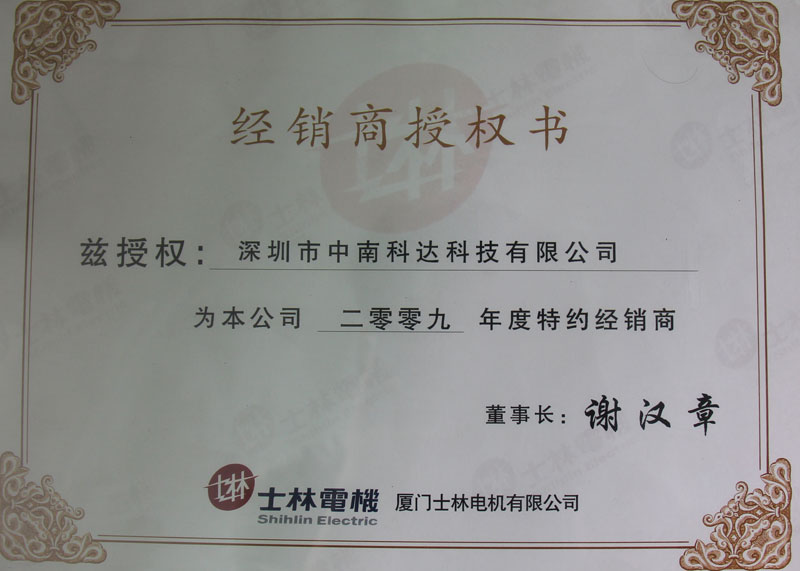 经销商授权书
兹授权：深圳市中南科达科技有限公司
为本公司 二零零九 年度特约经销商
董事长：谢汉章
士林 士林電機 厦门士林电机有限公司
Shihlin Electric